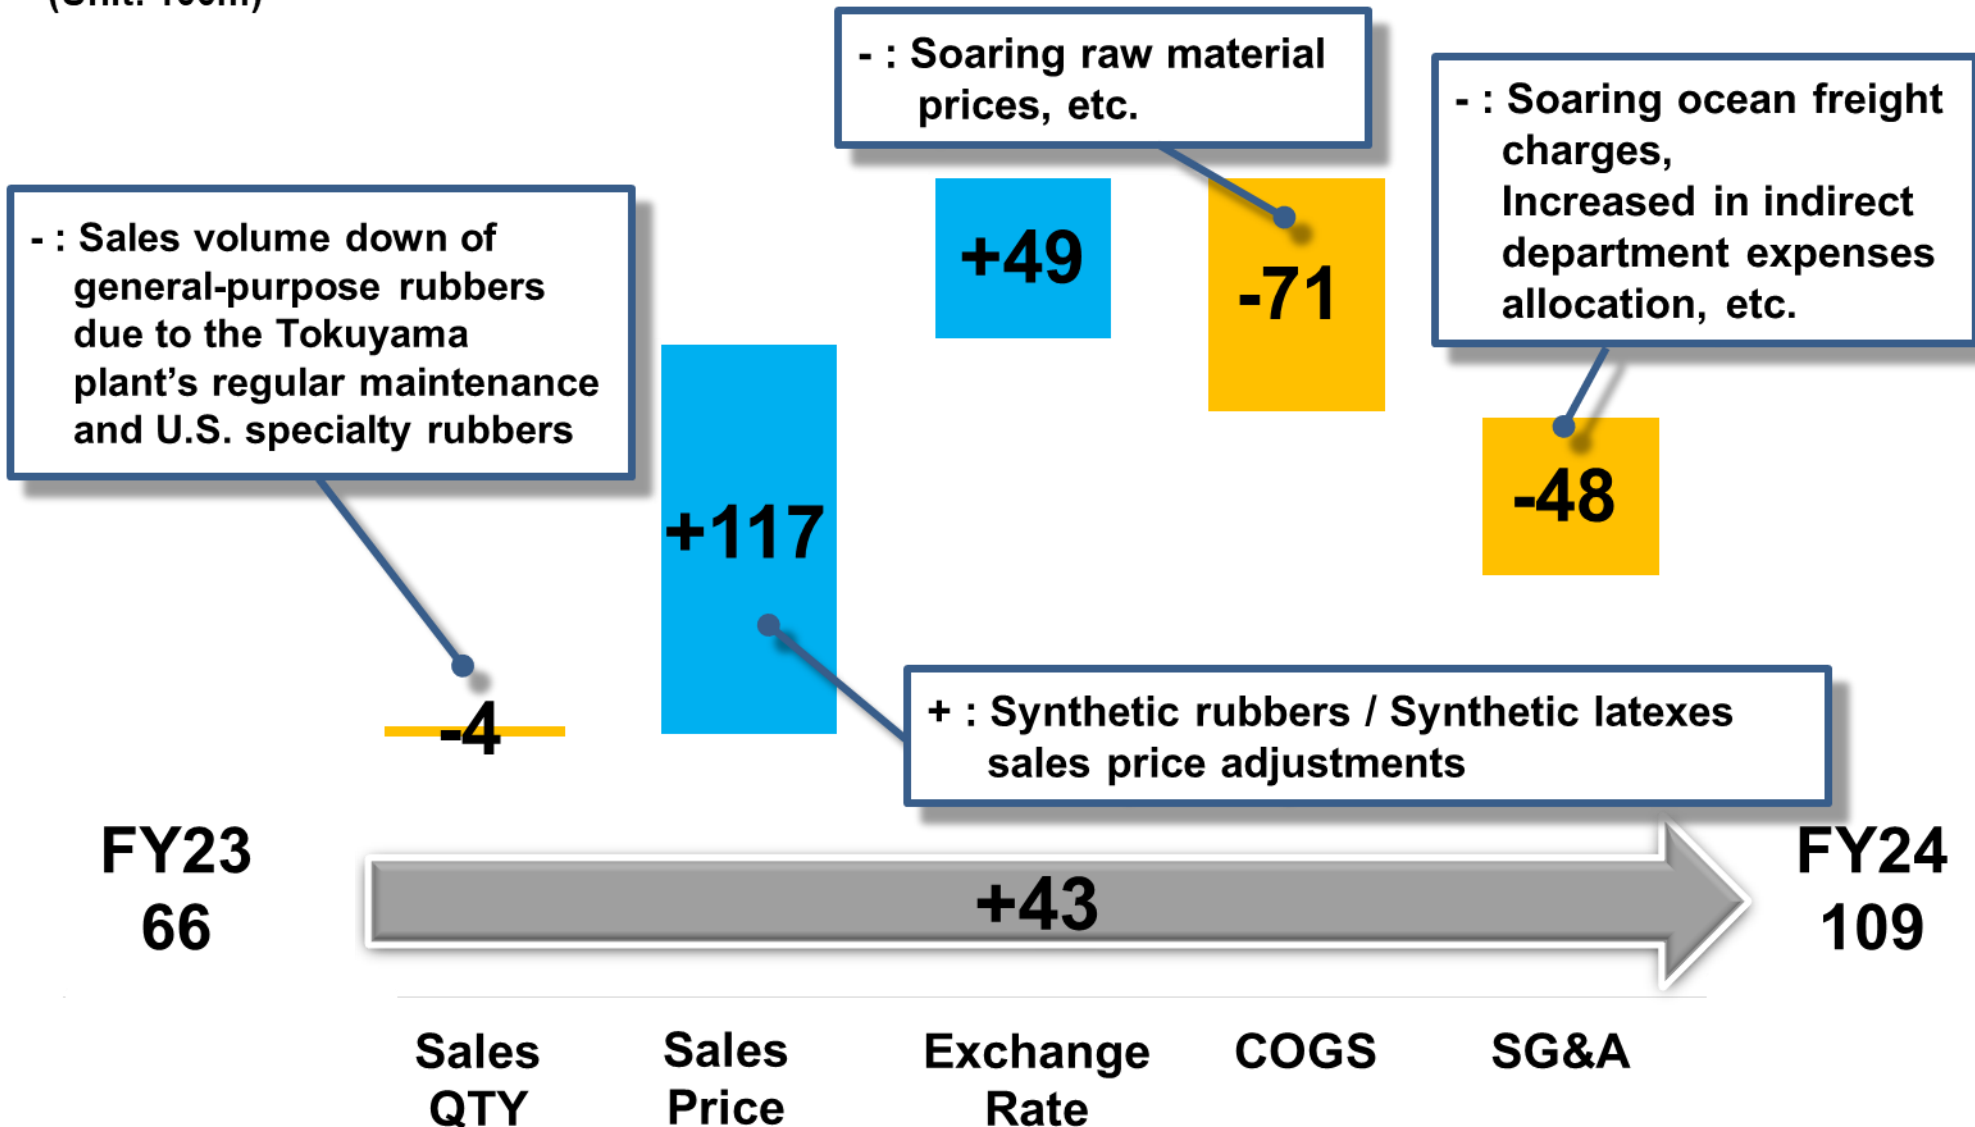 - : Soaring raw material
prices, etc.
- : Soaring ocean freight
charges,
Increased in indirect
department expenses
allocation, etc.
- : Sales volume down of
general-purpose rubbers
due to the Tokuyama
plant’s regular maintenance
and U.S. specialty rubbers
+49
-71
-48
+117
-4
+ : Synthetic rubbers / Synthetic latexes
sales price adjustments
FY23
66
+43
FY24
109
Sales
QTY
Sales
Price
Exchange
Rate
COGS
SG&A